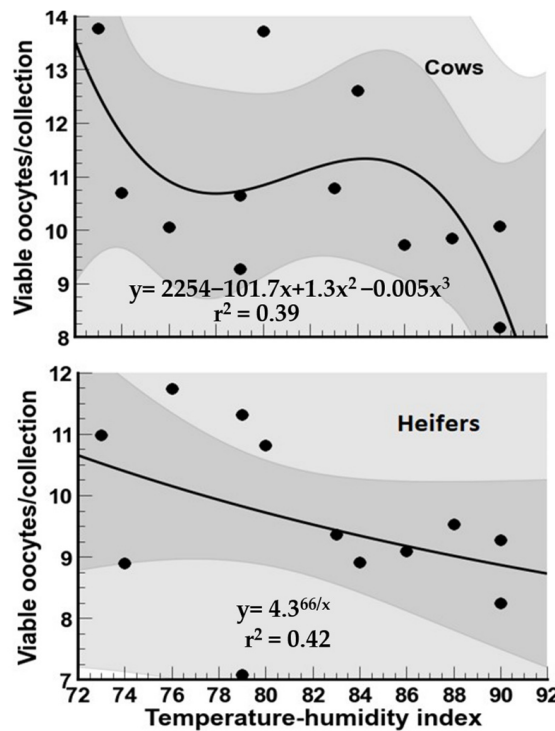 14
13
12
11
10
9
8
Viable oocytes/collection
Cows
y= 2254−101.7x+1.3x² −0.005x³
r² = 0.39
12
11
10
9
8
7
Viable oocytes/collection
Heifers
y= 4.3⁶⁶/ˣ
r² = 0.42
72 74 76 78 80 82 84 86 88 90 92
Temperature-humidity index